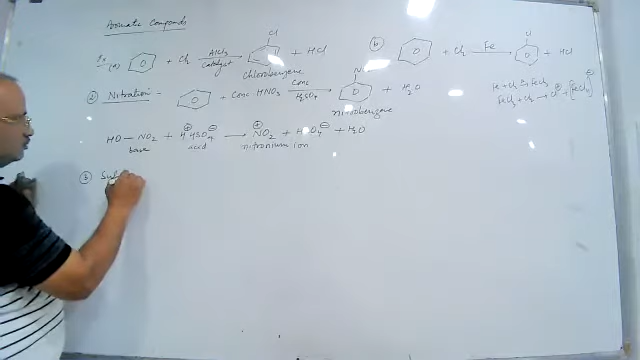 Aromatic Compounds
Ex (a) + Cl₂ AlCl₃ Catalyst → Cl + HCl
Chlorobenzene
(b) + Cl₂ Fe → Cl + HCl
Fe + Cl₂ → FeCl₃
FeCl₃ + Cl₂ → Cl⊕ + [FeCl₄]⊖
② Nitration - + Conc HNO₃ Conc H₂SO₄ → + H₂O
nitrobenzene
HO — NO₂ + H⊕ HSO₄⊖ → ⊕NO₂ + HSO₄⊖ + H₂O
base acid nitronium ion
③ Sul